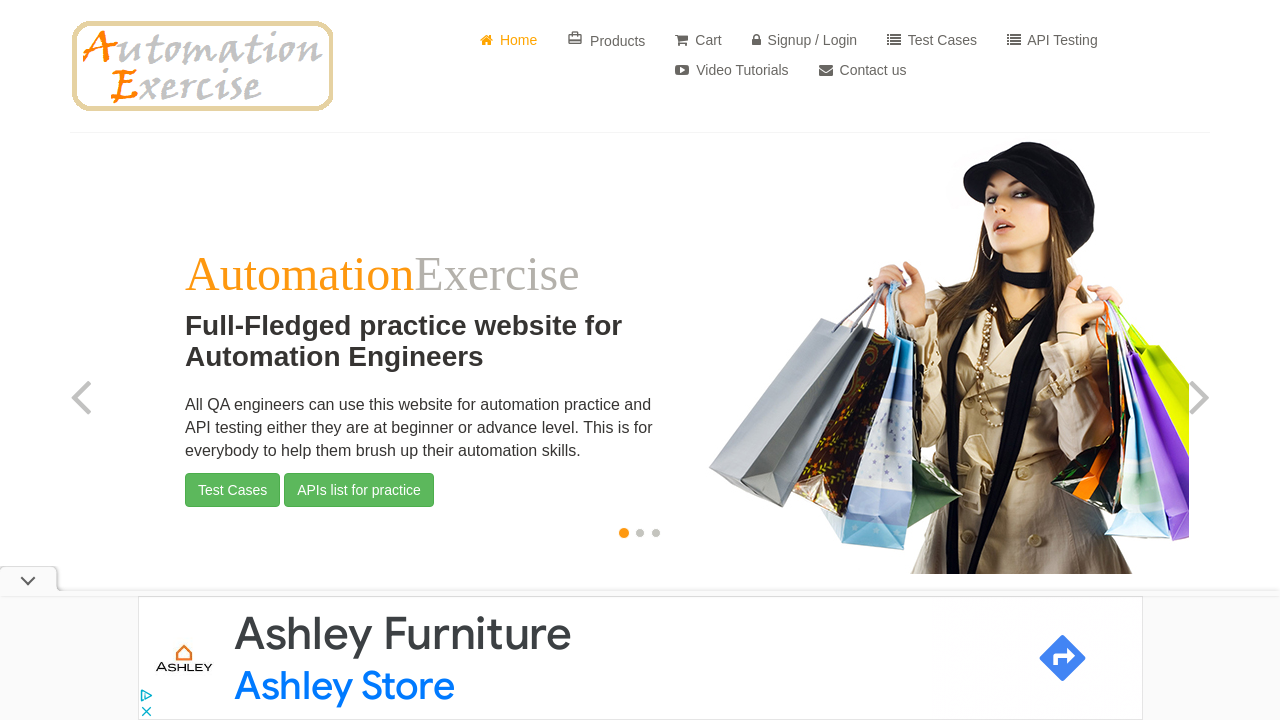 Automation
Exercise
Home
Products
Cart
Signup / Login
Test Cases
API Testing
Video Tutorials
Contact us
AutomationExercise
Full-Fledged practice website for
Automation Engineers
All QA engineers can use this website for automation practice and
API testing either they are at beginner or advance level. This is for
everybody to help them brush up their automation skills.
Test Cases
APIs list for practice
ASHLEY
Ashley Furniture
Ashley Store